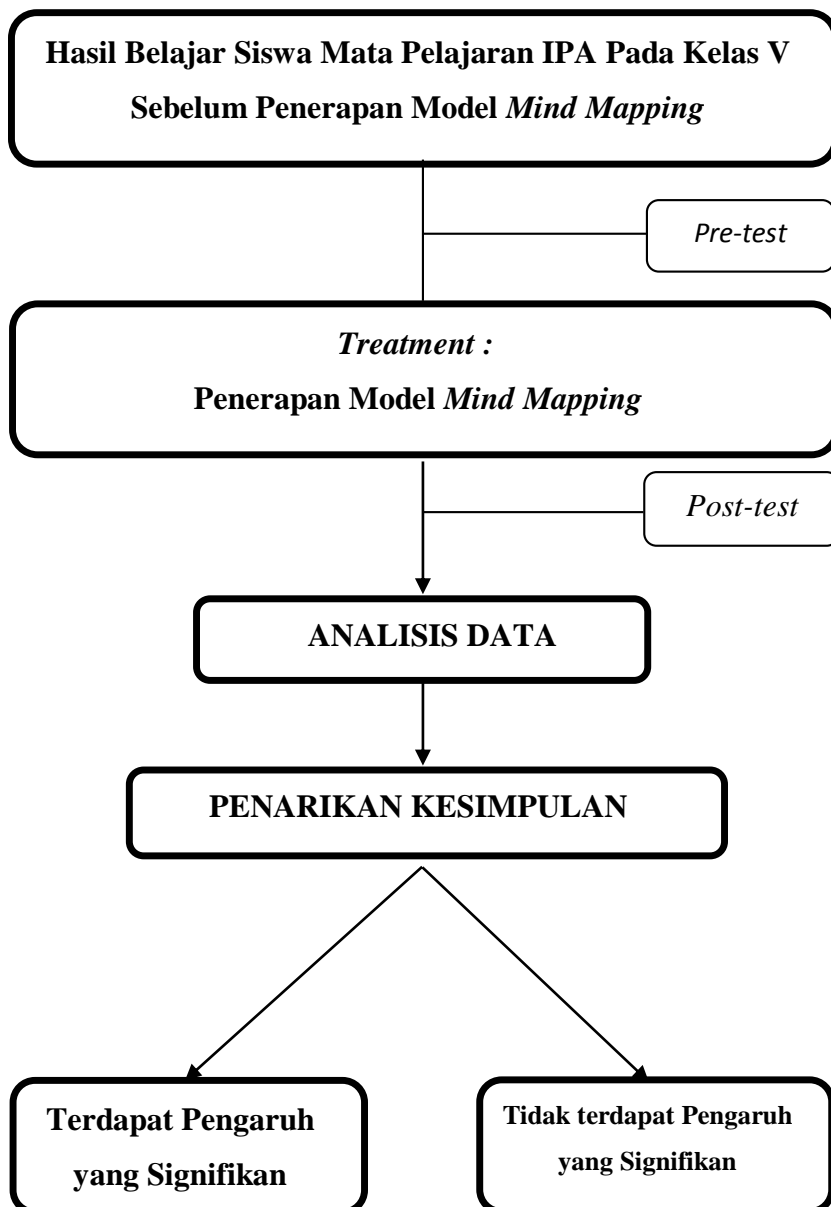 Hasil Belajar Siswa Mata Pelajaran IPA Pada Kelas V
Sebelum Penerapan Model Mind Mapping
Pre-test
Treatment :
Penerapan Model Mind Mapping
Post-test
ANALISIS DATA
PENARIKAN KESIMPULAN
Terdapat Pengaruh
yang Signifikan
Tidak terdapat Pengaruh
yang Signifikan